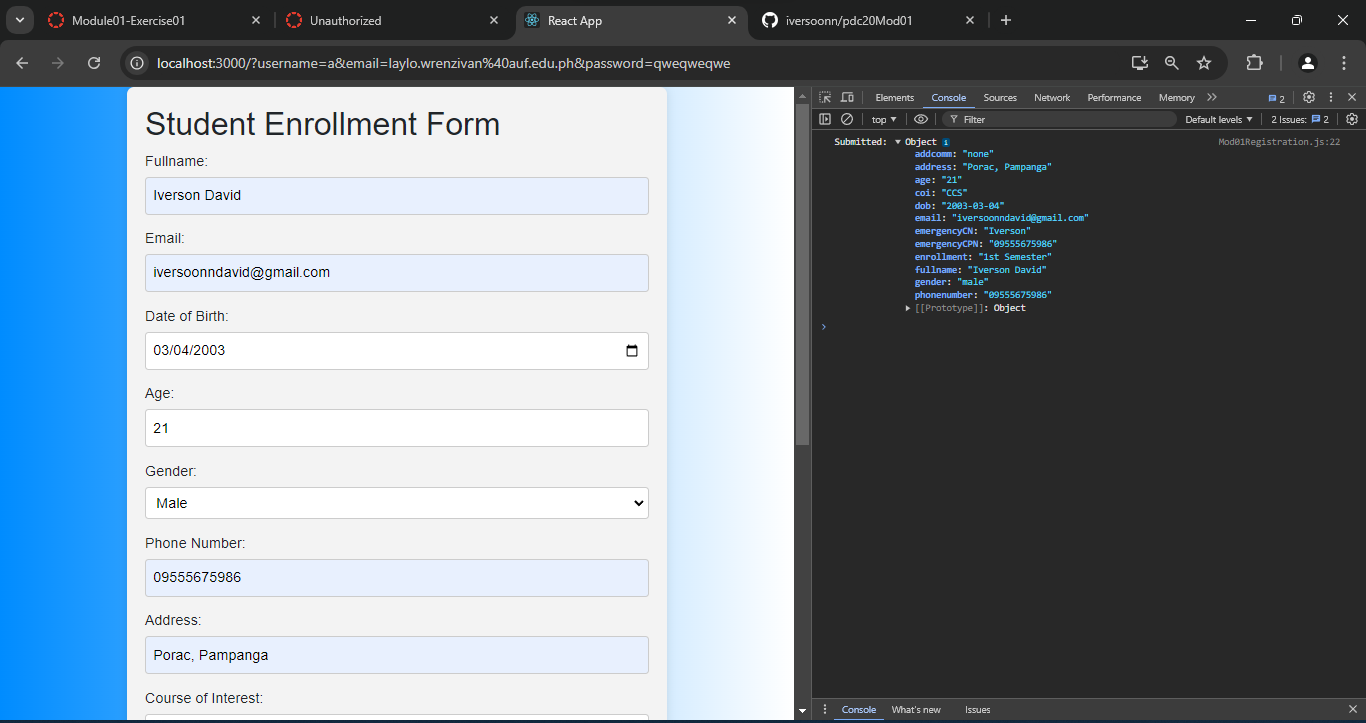 Module01-Exercise01
Unauthorized
React App
iversoonn/pdc20Mod01
localhost:3000/?username=a&email=laylo.wrenzivan%40auf.edu.ph&password=qweqweqwe
Student Enrollment Form
Fullname:
Iverson David
Email:
iversoonndavid@gmail.com
Date of Birth:
03/04/2003
Age:
21
Gender:
Male
Phone Number:
09555675986
Address:
Porac, Pampanga
Course of Interest:
Elements Console Sources Network Performance Memory 2
top Filter Default levels 2 Issues: 2
Submitted: Object Mod01Registration.js:22
addcomm: "none"
address: "Porac, Pampanga"
age: "21"
coi: "CCS"
dob: "2003-03-04"
email: "iversoonndavid@gmail.com"
emergencyCN: "Iverson"
emergencyCPN: "09555675986"
enrollment: "1st Semester"
fullname: "Iverson David"
gender: "male"
phonenumber: "09555675986"
[[Prototype]]: Object
Console What's new Issues